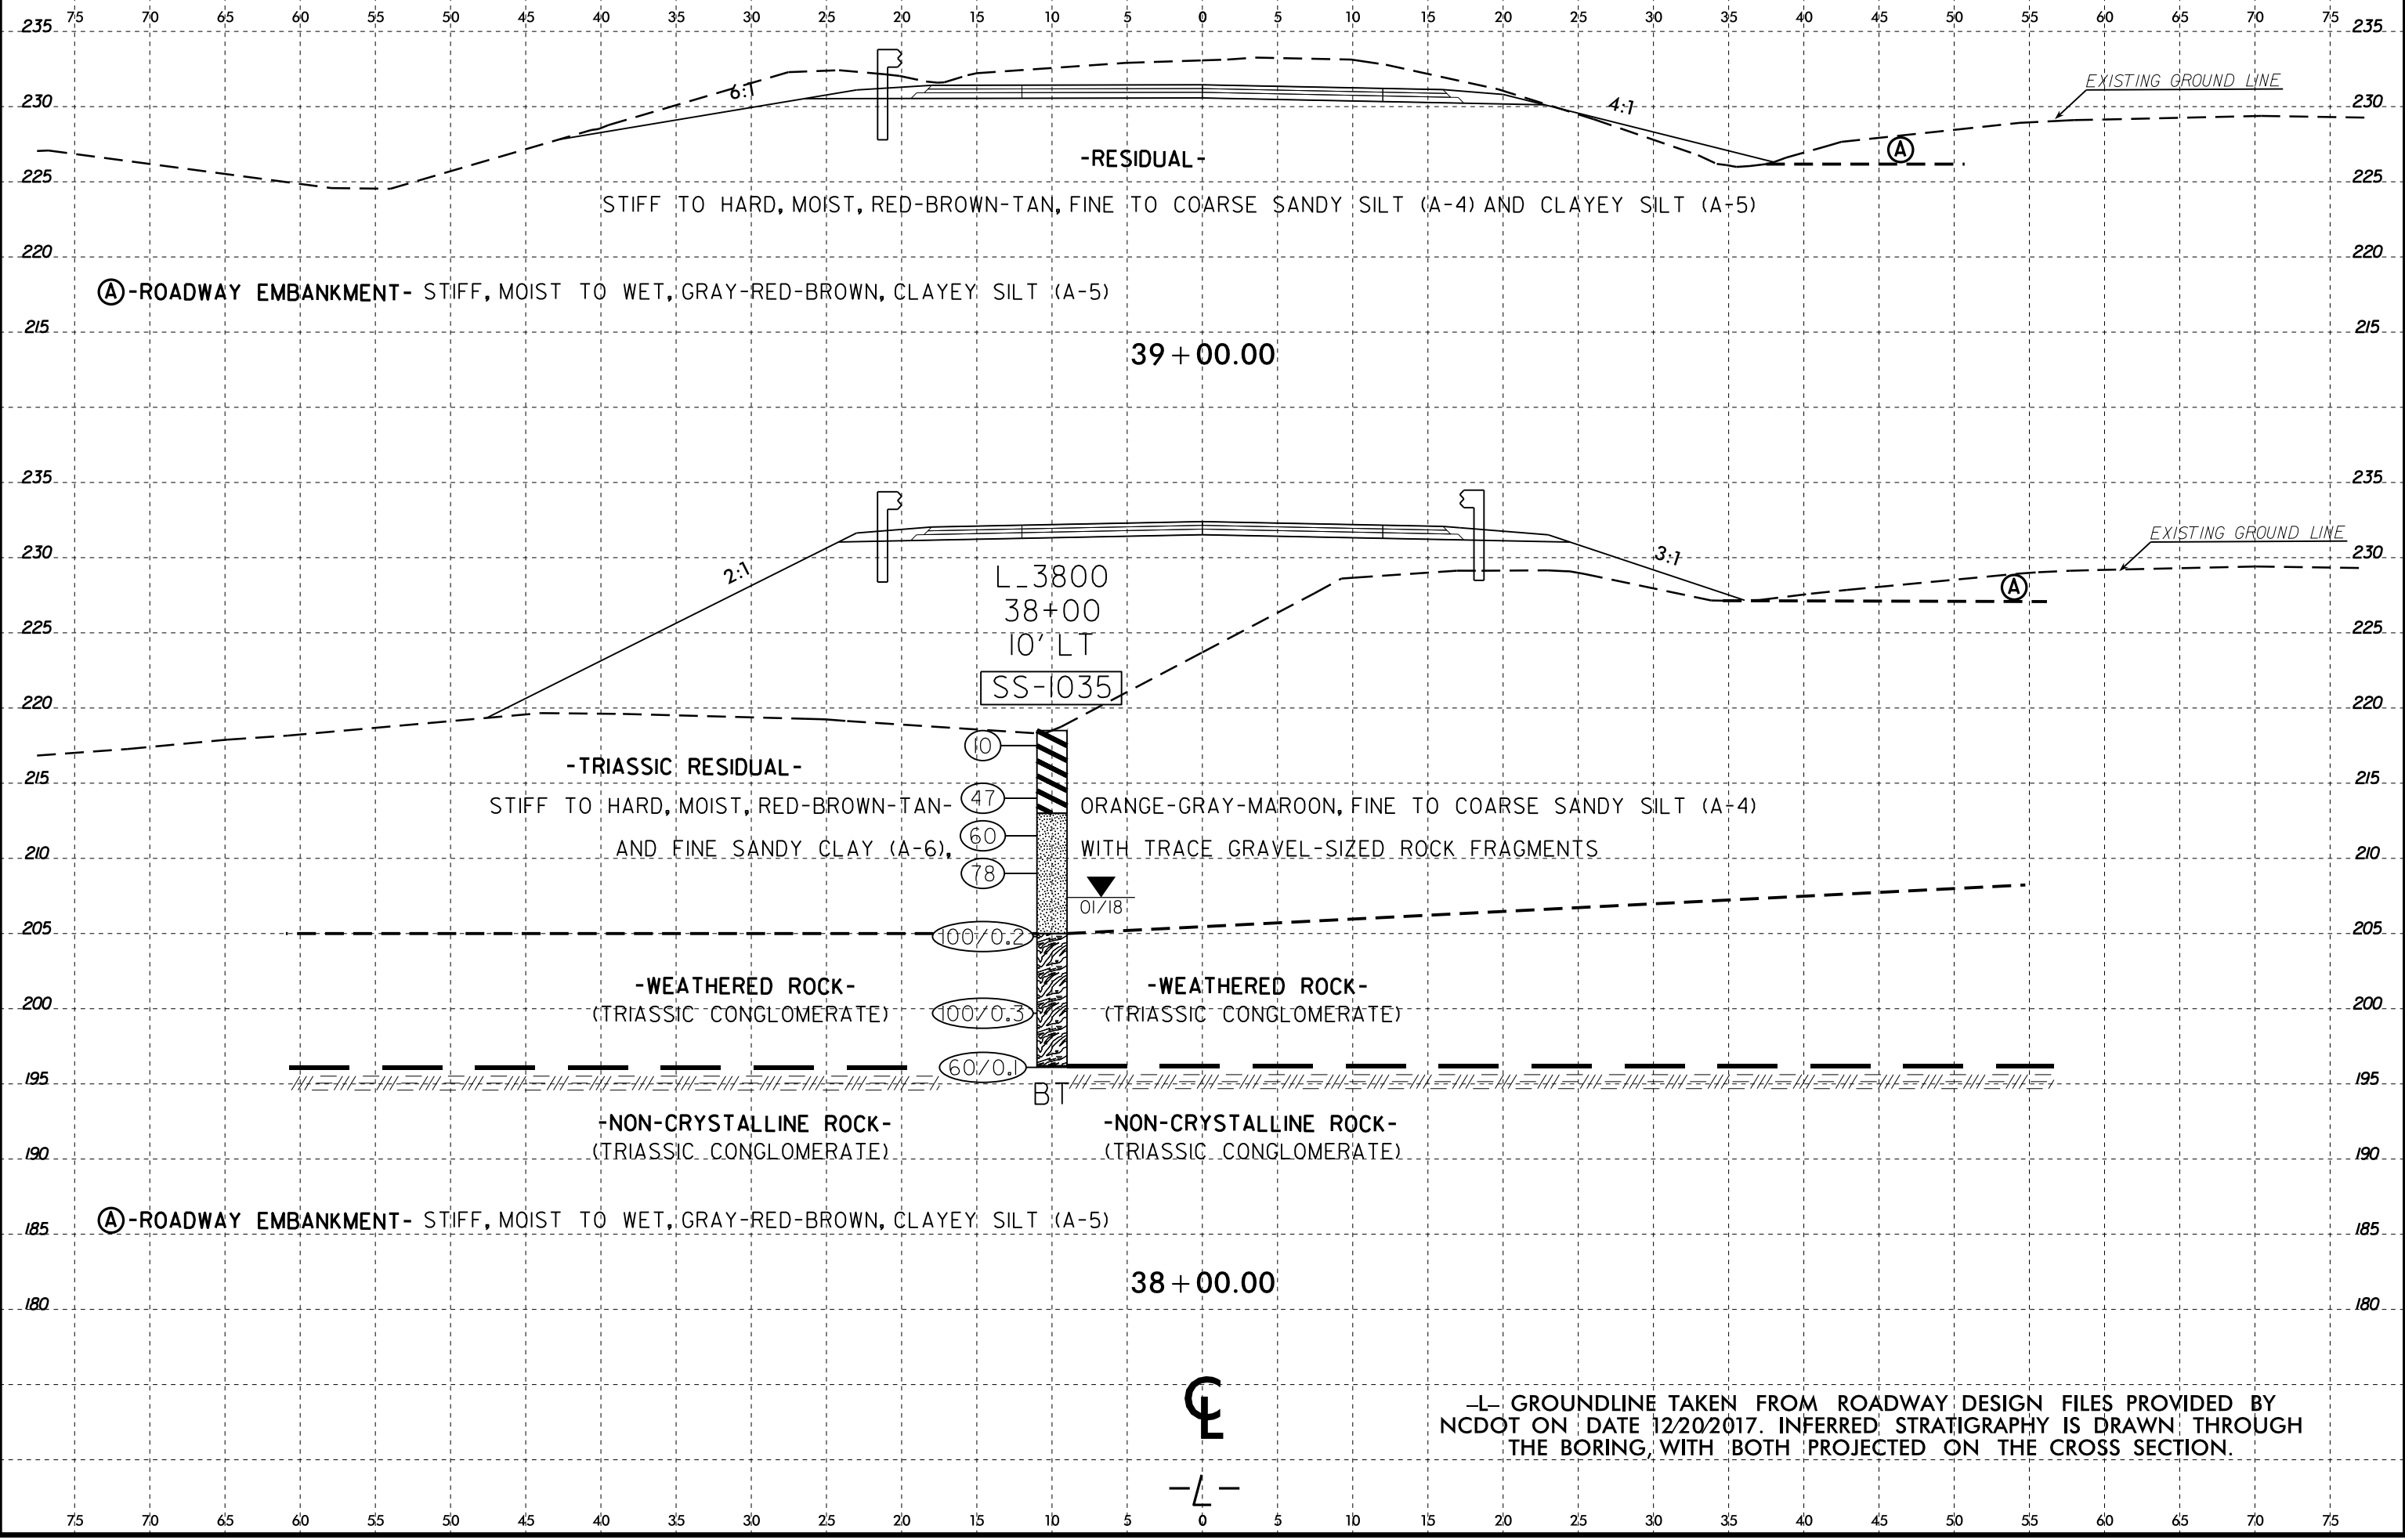 75 70 65 60 55 50 45 40 35 30 25 20 15 10 5 0 5 10 15 20 25 30 35 40 45 50 55 60 65 70 75
235 235
EXISTING GROUND LINE
6:1 4:1
230 230
A
-RESIDUAL-
225 225
STIFF TO HARD, MOIST, RED-BROWN-TAN, FINE TO COARSE SANDY SILT (A-4) AND CLAYEY SILT (A-5)
220 220
A -ROADWAY EMBANKMENT- STIFF, MOIST TO WET, GRAY-RED-BROWN, CLAYEY SILT (A-5)
215 215
39+00.00
235 235
EXISTING GROUND LINE
230 3:1 230
2:1 L_3800 A
38+00
225 225
10' LT
SS-1035
220 220
10
-TRIASSIC RESIDUAL-
215 215
STIFF TO HARD, MOIST, RED-BROWN-TAN- 47 ORANGE-GRAY-MAROON, FINE TO COARSE SANDY SILT (A-4)
60
AND FINE SANDY CLAY (A-6), WITH TRACE GRAVEL-SIZED ROCK FRAGMENTS
210 210
78
01/18
205 100/0.2 205
-WEATHERED ROCK- -WEATHERED ROCK-
200 200
(TRIASSIC CONGLOMERATE) 100/0.3 (TRIASSIC CONGLOMERATE)
60/0.1
195 195
BT
-NON-CRYSTALLINE ROCK- -NON-CRYSTALLINE ROCK-
(TRIASSIC CONGLOMERATE) (TRIASSIC CONGLOMERATE)
190 190
A -ROADWAY EMBANKMENT- STIFF, MOIST TO WET, GRAY-RED-BROWN, CLAYEY SILT (A-5)
185 185
38+00.00
180 180
CL
-L- GROUNDLINE TAKEN FROM ROADWAY DESIGN FILES PROVIDED BY
NCDOT ON DATE 12/20/2017. INFERRED STRATIGRAPHY IS DRAWN THROUGH
THE BORING, WITH BOTH PROJECTED ON THE CROSS SECTION.
-L-
75 70 65 60 55 50 45 40 35 30 25 20 15 10 5 0 5 10 15 20 25 30 35 40 45 50 55 60 65 70 75